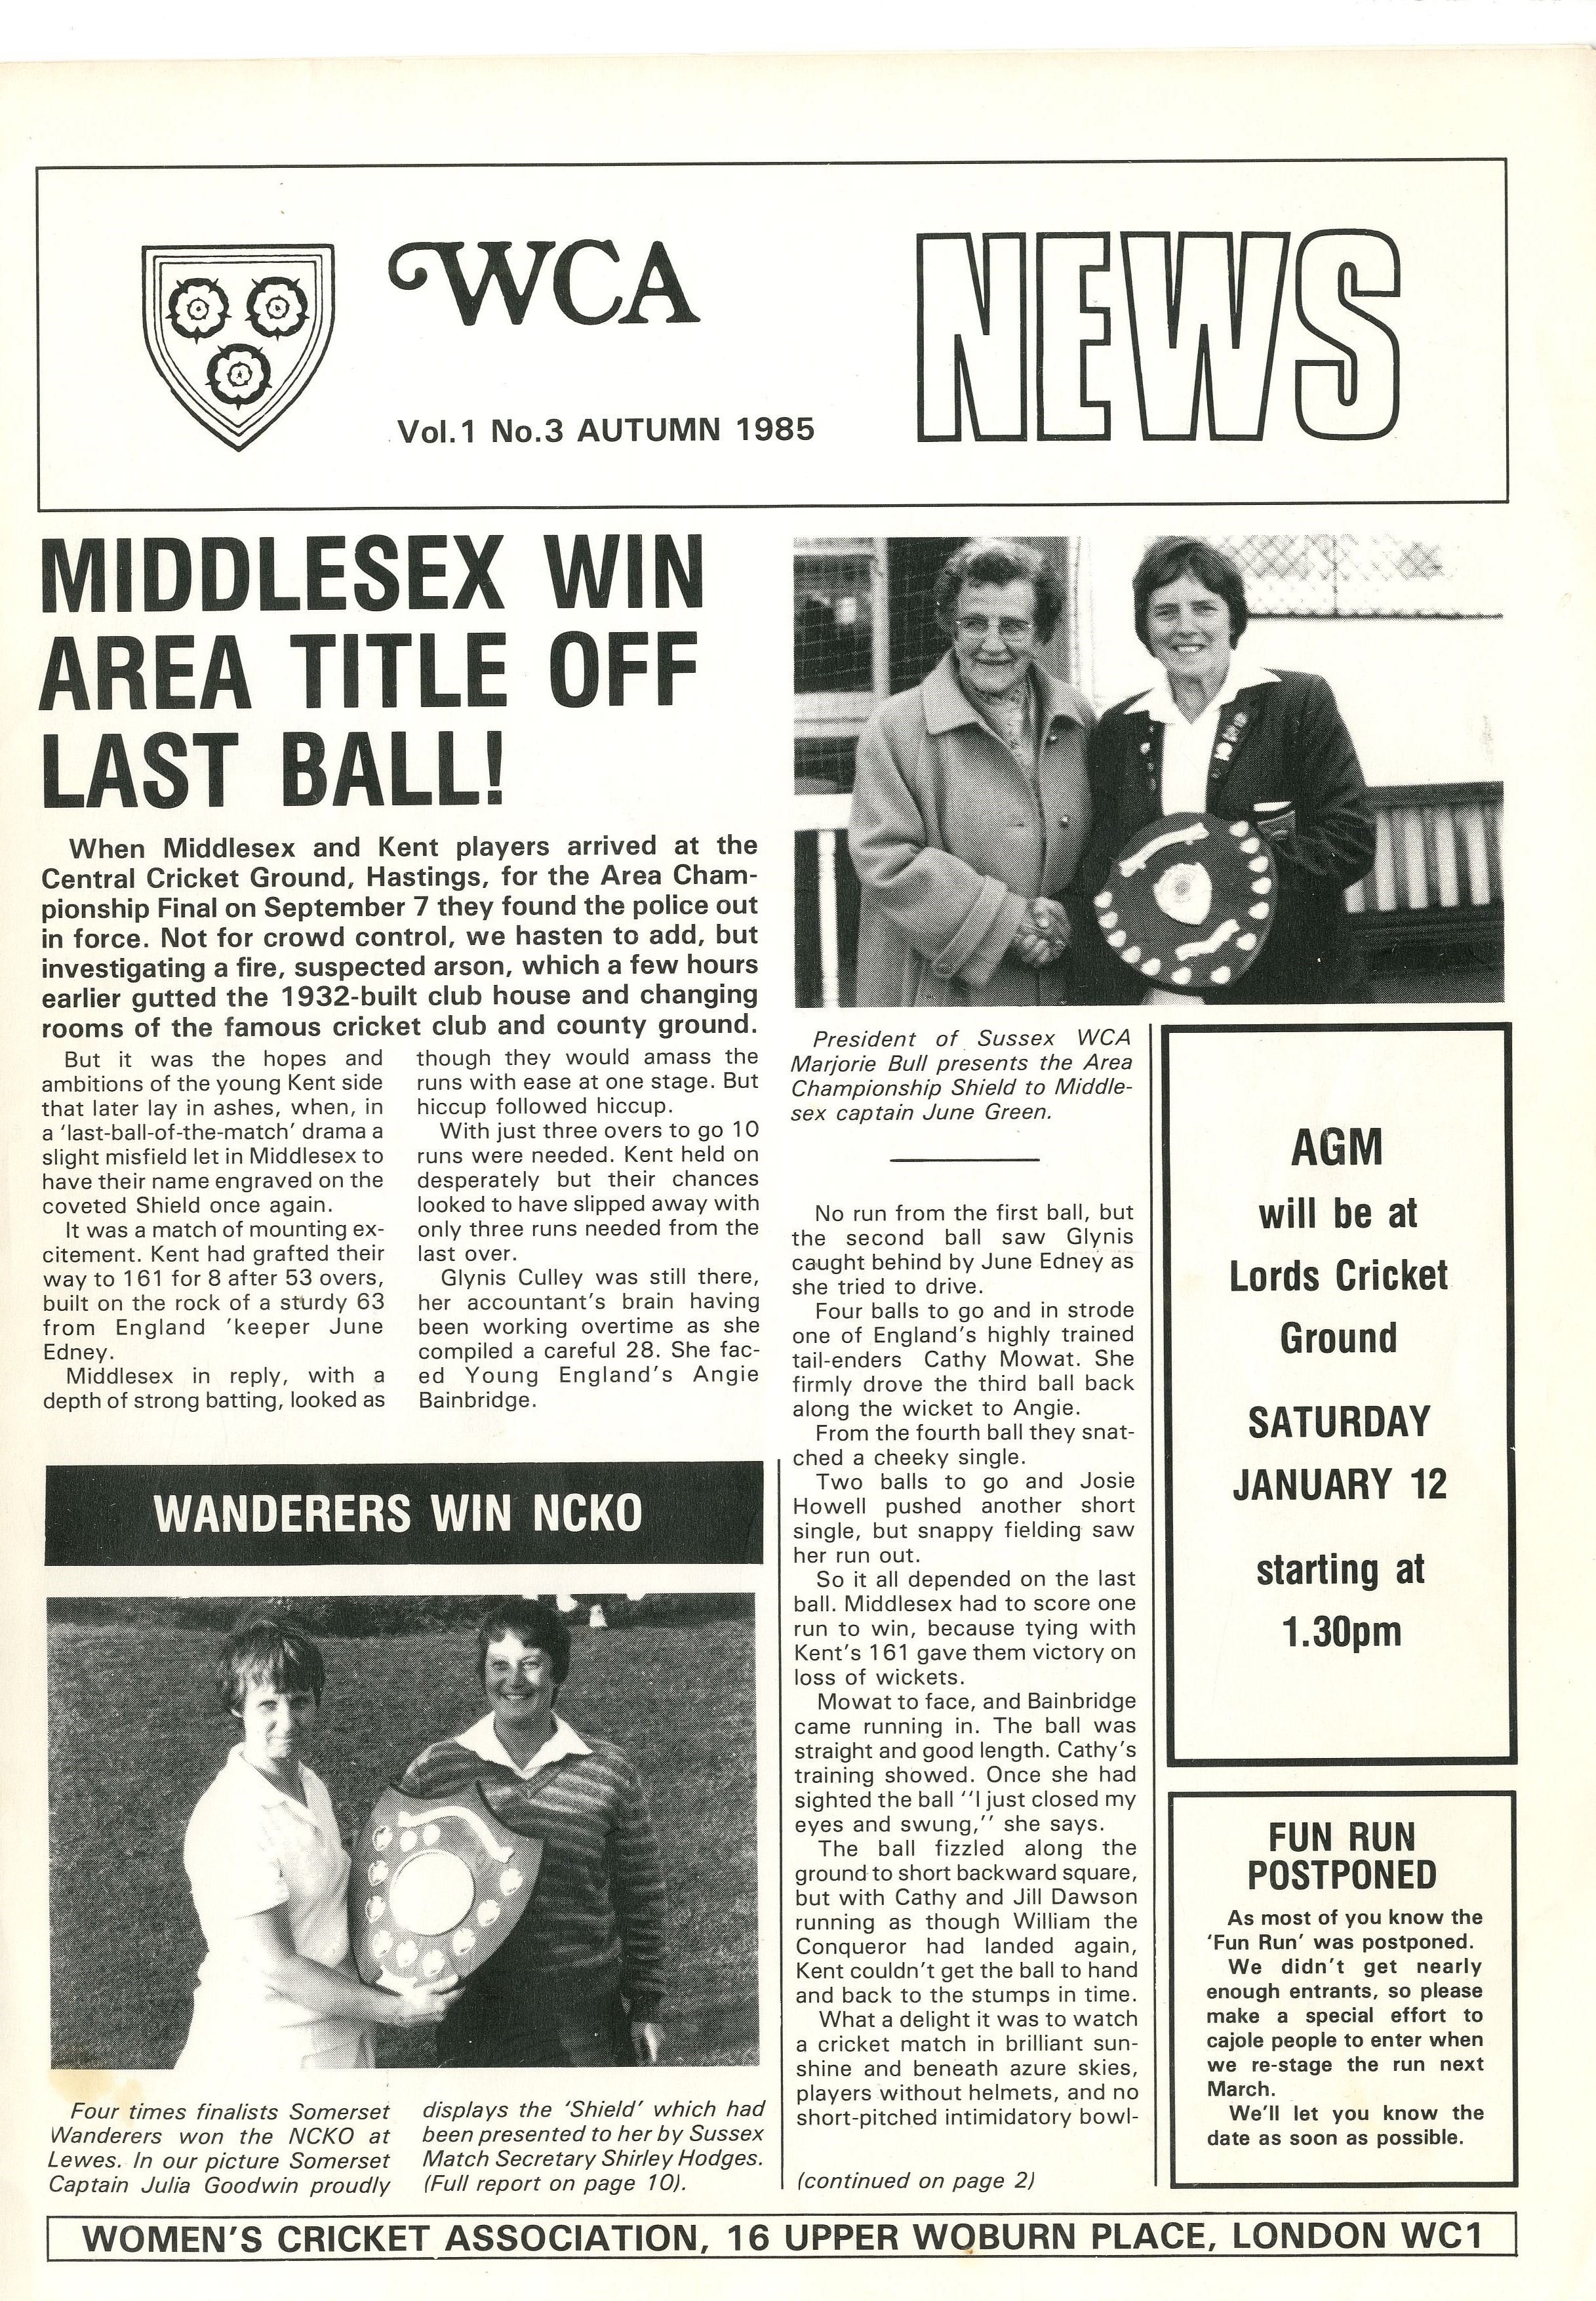 WCA
NEWS
Vol.1 No.3 AUTUMN 1985
MIDDLESEX WIN
AREA TITLE OFF
LAST BALL!
When Middlesex and Kent players arrived at the
Central Cricket Ground, Hastings, for the Area Cham-
pionship Final on September 7 they found the police out
in force. Not for crowd control, we hasten to add, but
investigating a fire, suspected arson, which a few hours
earlier gutted the 1932-built club house and changing
rooms of the famous cricket club and county ground.
But it was the hopes and
ambitions of the young Kent side
that later lay in ashes, when, in
a 'last-ball-of-the-match' drama a
slight misfield let in Middlesex to
have their name engraved on the
coveted Shield once again.
It was a match of mounting ex-
citement. Kent had grafted their
way to 161 for 8 after 53 overs,
built on the rock of a sturdy 63
from England 'keeper June
Edney.
Middlesex in reply, with a
depth of strong batting, looked as
though they would amass the
runs with ease at one stage. But
hiccup followed hiccup.
With just three overs to go 10
runs were needed. Kent held on
desperately but their chances
looked to have slipped away with
only three runs needed from the
last over.
Glynis Culley was still there,
her accountant's brain having
been working overtime as she
compiled a careful 28. She fac-
ed Young England's Angie
Bainbridge.
President of Sussex WCA
Marjorie Bull presents the Area
Championship Shield to Middle-
sex captain June Green.
No run from the first ball, but
the second ball saw Glynis
caught behind by June Edney as
she tried to drive.
Four balls to go and in strode
one of England's highly trained
tail-enders Cathy Mowat. She
firmly drove the third ball back
along the wicket to Angie.
From the fourth ball they snat-
ched a cheeky single.
Two balls to go and Josie
Howell pushed another short
single, but snappy fielding saw
her run out.
So it all depended on the last
ball. Middlesex had to score one
run to win, because tying with
Kent's 161 gave them victory on
loss of wickets.
Mowat to face, and Bainbridge
came running in. The ball was
straight and good length. Cathy's
training showed. Once she had
sighted the ball ''I just closed my
eyes and swung,'' she says.
The ball fizzled along the
ground to short backward square,
but with Cathy and Jill Dawson
running as though William the
Conqueror had landed again,
Kent couldn't get the ball to hand
and back to the stumps in time.
What a delight it was to watch
a cricket match in brilliant sun-
shine and beneath azure skies,
players without helmets, and no
short-pitched intimidatory bowl-
(continued on page 2)
WANDERERS WIN NCKO
Four times finalists Somerset
Wanderers won the NCKO at
Lewes. In our picture Somerset
Captain Julia Goodwin proudly
displays the 'Shield' which had
been presented to her by Sussex
Match Secretary Shirley Hodges.
(Full report on page 10).
AGM
will be at
Lords Cricket
Ground
SATURDAY
JANUARY 12
starting at
1.30pm
FUN RUN
POSTPONED
As most of you know the
'Fun Run' was postponed.
We didn't get nearly
enough entrants, so please
make a special effort to
cajole people to enter when
we re-stage the run next
March.
We'll let you know the
date as soon as possible.
WOMEN'S CRICKET ASSOCIATION, 16 UPPER WOBURN PLACE, LONDON WC1